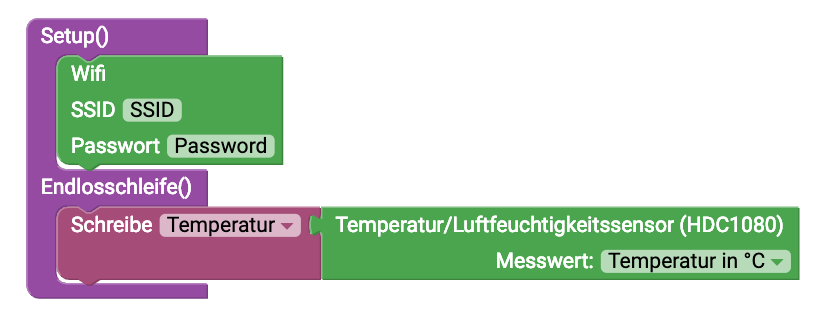 Setup()
Wifi
SSID SSID
Passwort Password
Endlosschleife()
Schreibe Temperatur Temperatur/Luftfeuchtigkeitssensor (HDC1080)
Messwert: Temperatur in °C